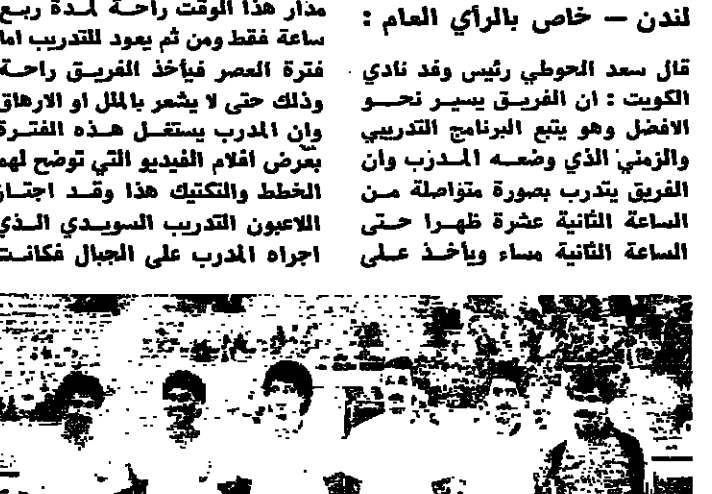 لندن — خاص بالرأي العام :
قال سعد الحوطي رئيس وفد نادي
الكويت : ان الفريق يسير نحو
الافضل وهو يتبع البرنامج التدريبي
والزمني الذي وضعه المدرب وان
الفريق يتدرب بصورة متواصلة من
الساعة الثانية عشرة ظهرا حتى
الساعة الثانية مساء ويأخذ على
مدار هذا الوقت راحة لمدة ربع
ساعة فقط ومن ثم يعود للتدريب اما
فترة العصر فيأخذ الفريق راحة
وذلك حتى لا يشعر بالملل او الارهاق
وان المدرب يستغل هذه الفترة
بعرض افلام الفيديو التي توضح لهم
الخطط والتكتيك هذا وقد اجتاز
اللاعبون التدريب السويدي الذي
اجراه المدرب على الجبال فكانت